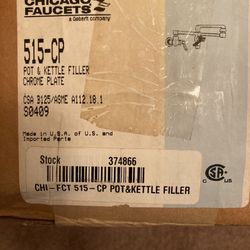 CHICAGO
FAUCETS
a Geberit company
515-CP
POT & KETTLE FILLER
CHROME PLATE
CSA B125/ASME A112.18.1
S0409
Made in U.S.A. of U.S. and
Imported Parts
Stock 374866
CHI-FCT 515-CP POT&KETTLE FILLER
C US